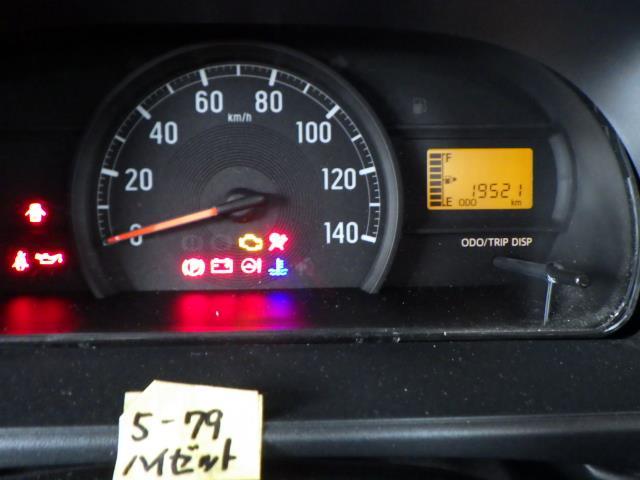 60 80
km/h
40 100
20 120
0 140
F
19521
E ODO km
ODO/TRIP DISP
5-79
ハイゼット